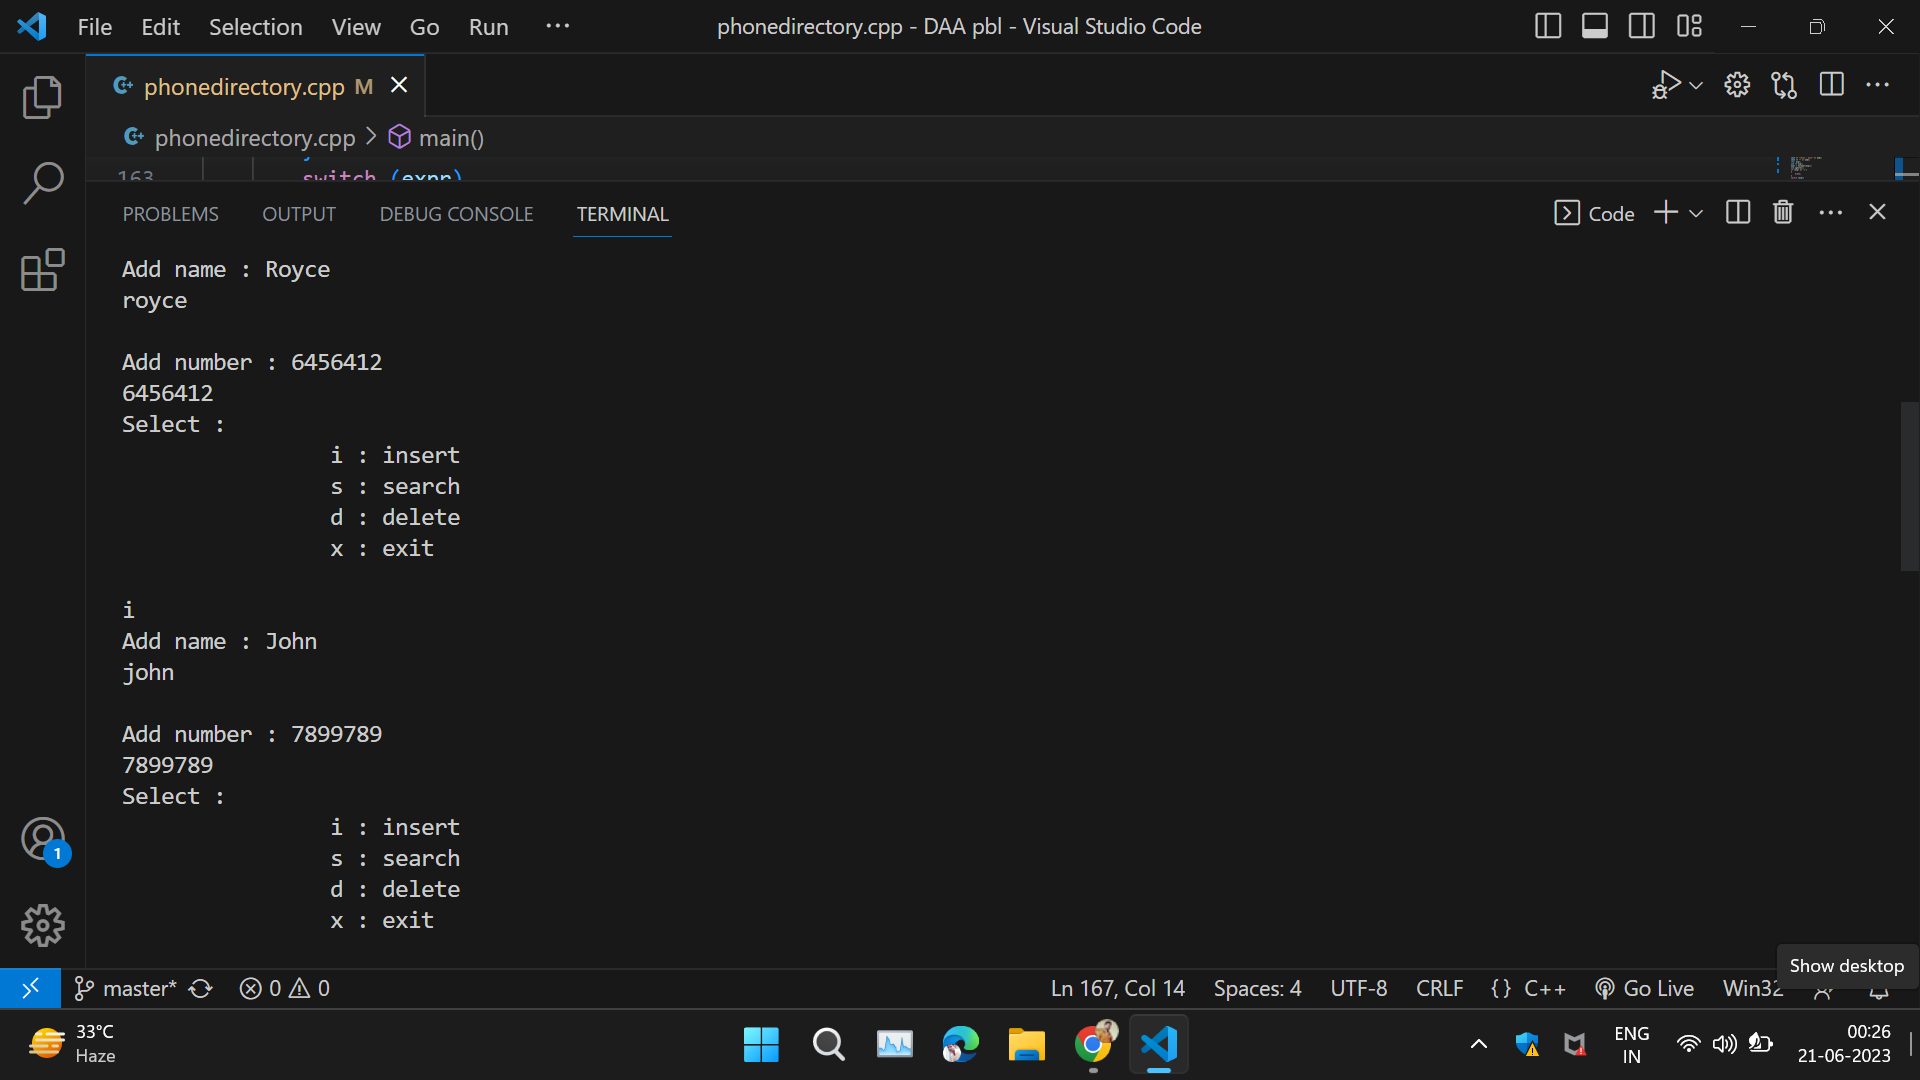 File Edit Selection View Go Run ···
phonedirectory.cpp - DAA pbl - Visual Studio Code
phonedirectory.cpp M
phonedirectory.cpp > main()
163 switch (expr)
PROBLEMS OUTPUT DEBUG CONSOLE TERMINAL
Code
Add name : Royce
royce
Add number : 6456412
6456412
Select :
i : insert
s : search
d : delete
x : exit
i
Add name : John
john
Add number : 7899789
7899789
Select :
i : insert
s : search
d : delete
x : exit
1
Show desktop
master* 0 0 Ln 167, Col 14 Spaces: 4 UTF-8 CRLF {} C++ Go Live Win32
33°C
Haze
ENG
IN
00:26
21-06-2023